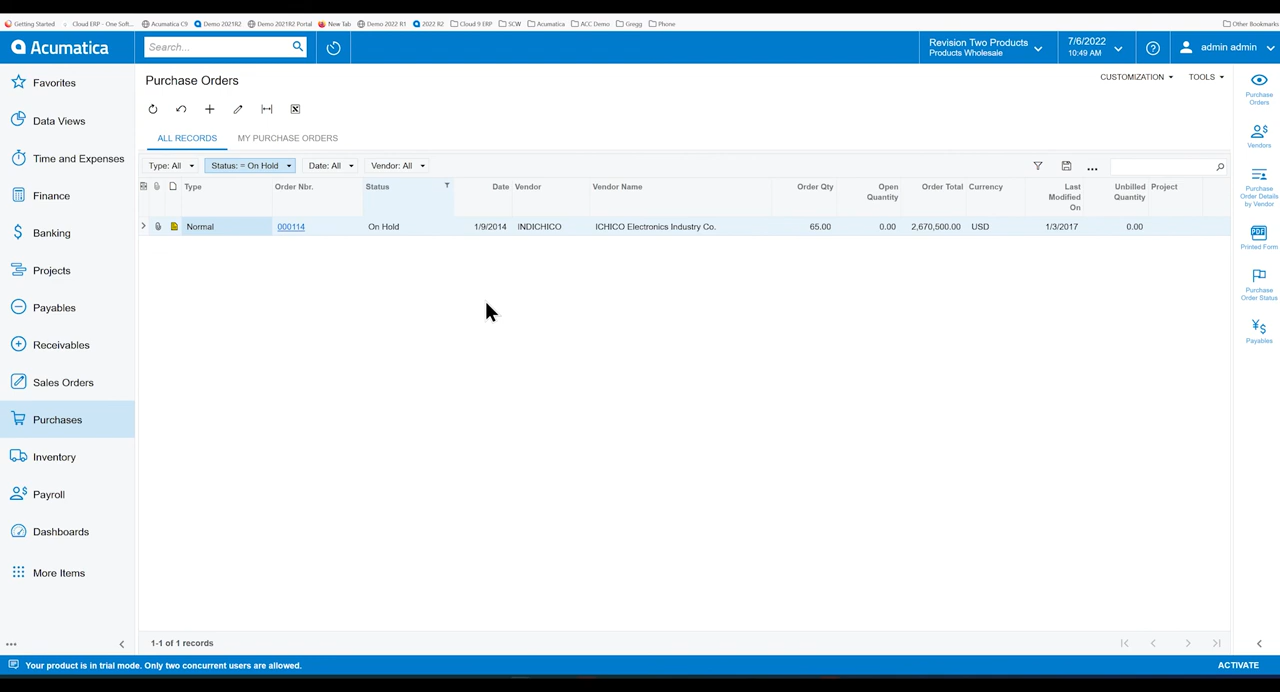 Getting Started
Cloud ERP - One Soft...
Acumatica C9
Demo 2021R2
Demo 2021R2 Portal
New Tab
Demo 2022 R1
2022 R2
Cloud 9 ERP
SCW
Acumatica
ACC Demo
Gregg
Phone
Other Bookmarks
Acumatica
Search...
Revision Two Products
Products Wholesale
7/6/2022
10:49 AM
admin admin
Favorites
Data Views
Time and Expenses
Finance
Banking
Projects
Payables
Receivables
Sales Orders
Purchases
Inventory
Payroll
Dashboards
More Items
Purchase Orders
CUSTOMIZATION
TOOLS
ALL RECORDS
MY PURCHASE ORDERS
Type: All
Status: = On Hold
Date: All
Vendor: All
Type
Order Nbr.
Status
Date
Vendor
Vendor Name
Order Qty
Open
Quantity
Order Total
Currency
Last
Modified
On
Unbilled
Quantity
Project
Normal
000114
On Hold
1/9/2014
INDICHICO
ICHICO Electronics Industry Co.
65.00
0.00
2,670,500.00
USD
1/3/2017
0.00
1-1 of 1 records
Purchase
Orders
Vendors
Purchase
Order Details
by Vendor
PDF
Printed Form
Purchase
Order Status
Payables
Your product is in trial mode. Only two concurrent users are allowed.
ACTIVATE